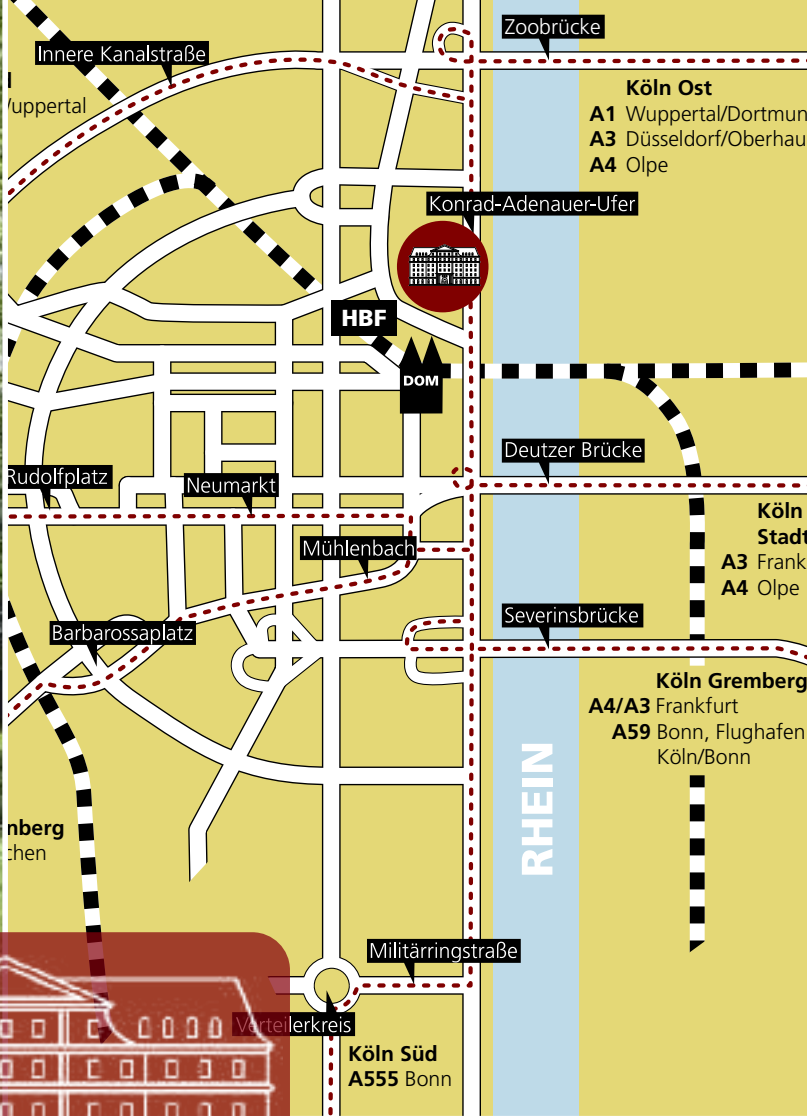 Zoobrücke
Innere Kanalstraße
Köln Ost
A1 Wuppertal/Dortmun
A3 Düsseldorf/Oberhau
A4 Olpe
l
/uppertal
Konrad-Adenauer-Ufer
HBF
DOM
Deutzer Brücke
Rudolfplatz
Neumarkt
Köln
Stadt
A3 Frank
A4 Olpe
Mühlenbach
Severinsbrücke
Barbarossaplatz
Köln Gremberg
A4/A3 Frankfurt
A59 Bonn, Flughafen
Köln/Bonn
RHEIN
nberg
chen
Militärringstraße
Verteilerkreis
Köln Süd
A555 Bonn